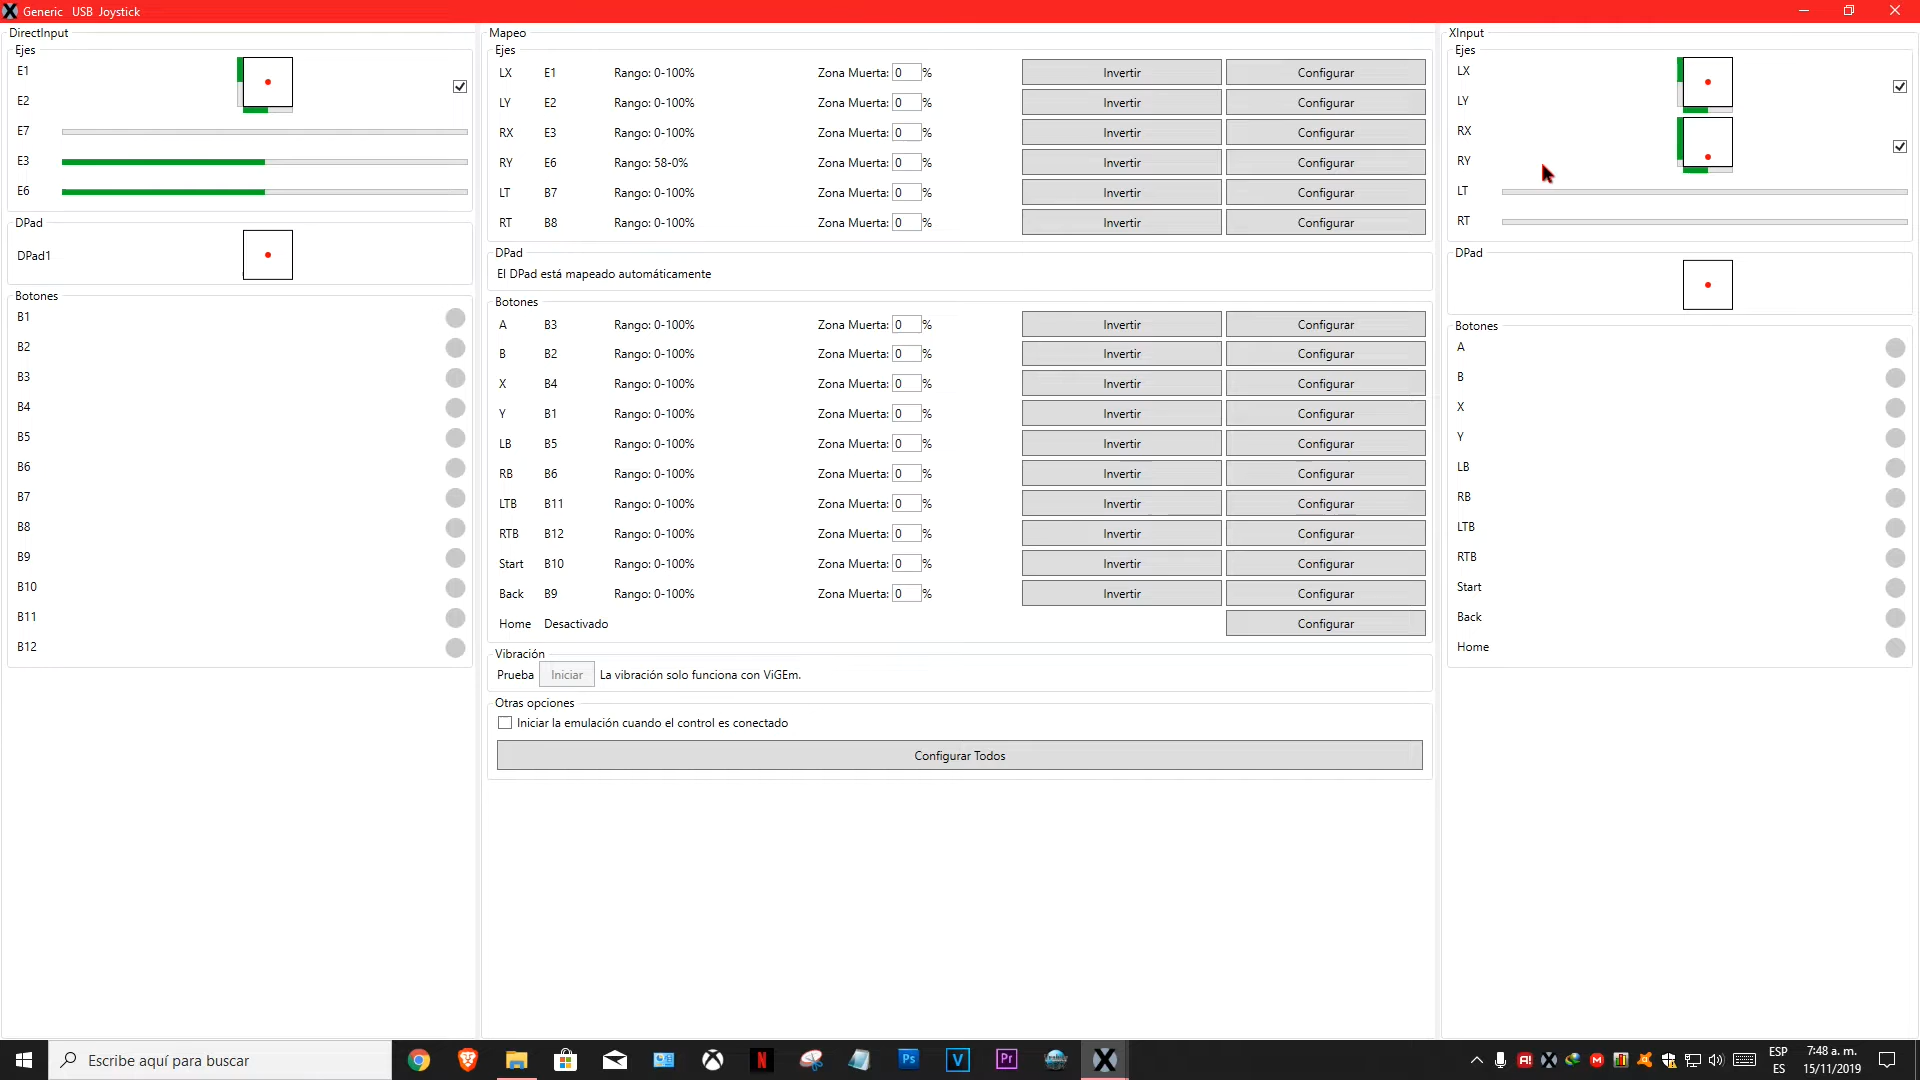 Generic USB Joystick
DirectInput
Ejes
E1
E2
E7
E3
E6
DPad
DPad1
Botones
B1
B2
B3
B4
B5
B6
B7
B8
B9
B10
B11
B12
Mapeo
Ejes
LX E1 Rango: 0-100% Zona Muerta: 0 % Invertir Configurar
LY E2 Rango: 0-100% Zona Muerta: 0 % Invertir Configurar
RX E3 Rango: 0-100% Zona Muerta: 0 % Invertir Configurar
RY E6 Rango: 58-0% Zona Muerta: 0 % Invertir Configurar
LT B7 Rango: 0-100% Zona Muerta: 0 % Invertir Configurar
RT B8 Rango: 0-100% Zona Muerta: 0 % Invertir Configurar
DPad
El DPad está mapeado automáticamente
Botones
A B3 Rango: 0-100% Zona Muerta: 0 % Invertir Configurar
B B2 Rango: 0-100% Zona Muerta: 0 % Invertir Configurar
X B4 Rango: 0-100% Zona Muerta: 0 % Invertir Configurar
Y B1 Rango: 0-100% Zona Muerta: 0 % Invertir Configurar
LB B5 Rango: 0-100% Zona Muerta: 0 % Invertir Configurar
RB B6 Rango: 0-100% Zona Muerta: 0 % Invertir Configurar
LTB B11 Rango: 0-100% Zona Muerta: 0 % Invertir Configurar
RTB B12 Rango: 0-100% Zona Muerta: 0 % Invertir Configurar
Start B10 Rango: 0-100% Zona Muerta: 0 % Invertir Configurar
Back B9 Rango: 0-100% Zona Muerta: 0 % Invertir Configurar
Home Desactivado Configurar
Vibración
Prueba Iniciar La vibración solo funciona con ViGEm.
Otras opciones
Iniciar la emulación cuando el control es conectado
Configurar Todos
XInput
Ejes
LX
LY
RX
RY
LT
RT
DPad
Botones
A
B
X
Y
LB
RB
LTB
RTB
Start
Back
Home
Escribe aquí para buscar
N
Ps
V
Pr
A!
M
ESP
ES
7:48 a. m.
15/11/2019